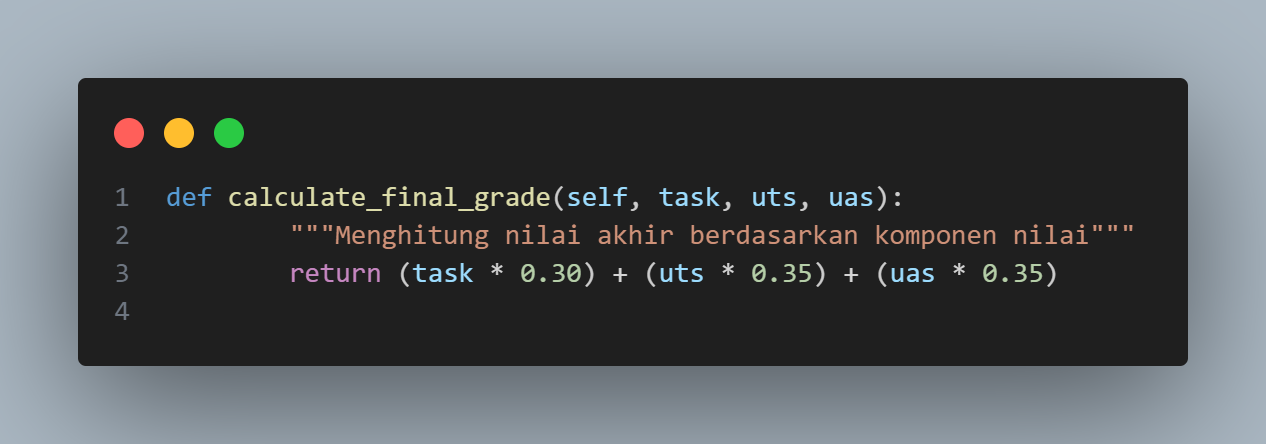 1 def calculate_final_grade(self, task, uts, uas):
2         """Menghitung nilai akhir berdasarkan komponen nilai"""
3         return (task * 0.30) + (uts * 0.35) + (uas * 0.35)
4